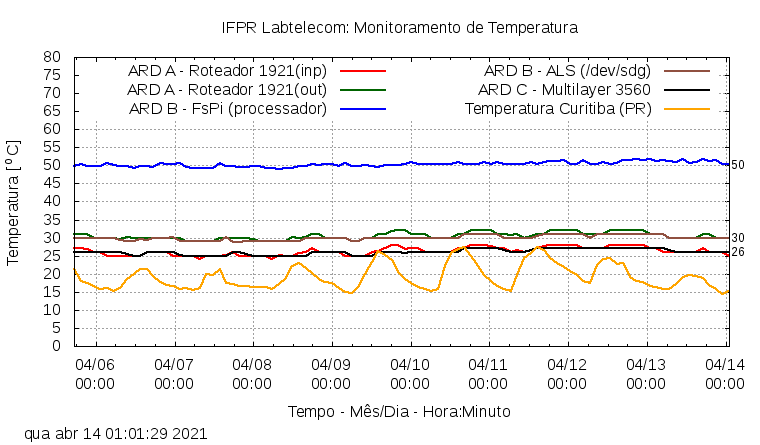 IFPR Labtelecom: Monitoramento de Temperatura
Temperatura [ ° C]
80
75
70
65
60
55
50
45
40
35
30
25
20
15
10
5
0
ARD A - Roteador 1921(inp)
ARD A - Roteador 1921(out)
ARD B - FsPi (processador)
ARD B - ALS (/dev/sdg)
ARD C - Multilayer 3560
Temperatura Curitiba (PR)
50
30
26
04/06 04/07 04/08 04/09 04/10 04/11 04/12 04/13 04/14
00:00 00:00 00:00 00:00 00:00 00:00 00:00 00:00 00:00
Tempo - Mês/Dia - Hora:Minuto
qua abr 14 01:01:29 2021